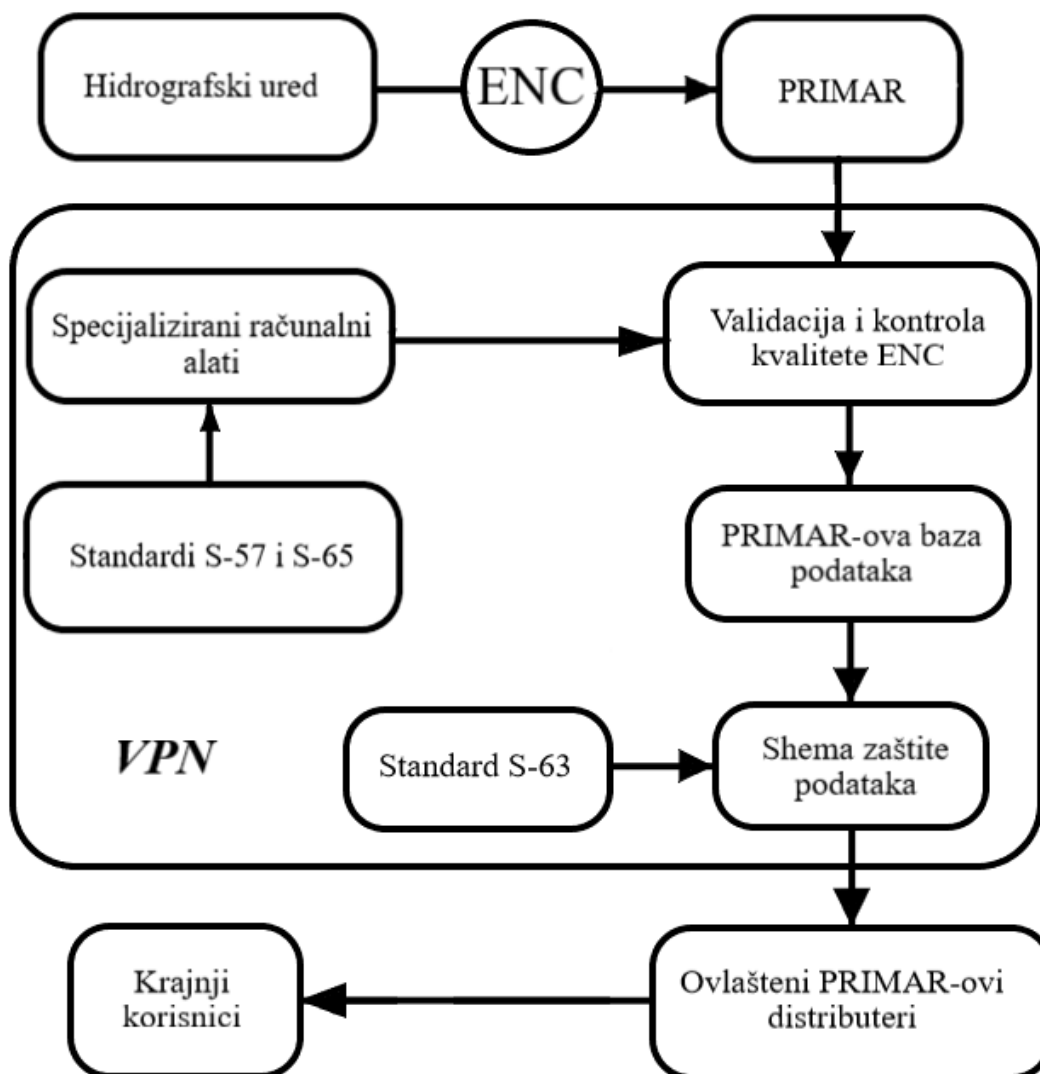 Hidrografski ured
ENC
PRIMAR
Specijalizirani računalni
alati
Validacija i kontrola
kvalitete ENC
Standardi S-57 i S-65
PRIMAR-ova baza
podataka
VPN
Standard S-63
Shema zaštite
podataka
Krajnji
korisnici
Ovlašteni PRIMAR-ovi
distributeri